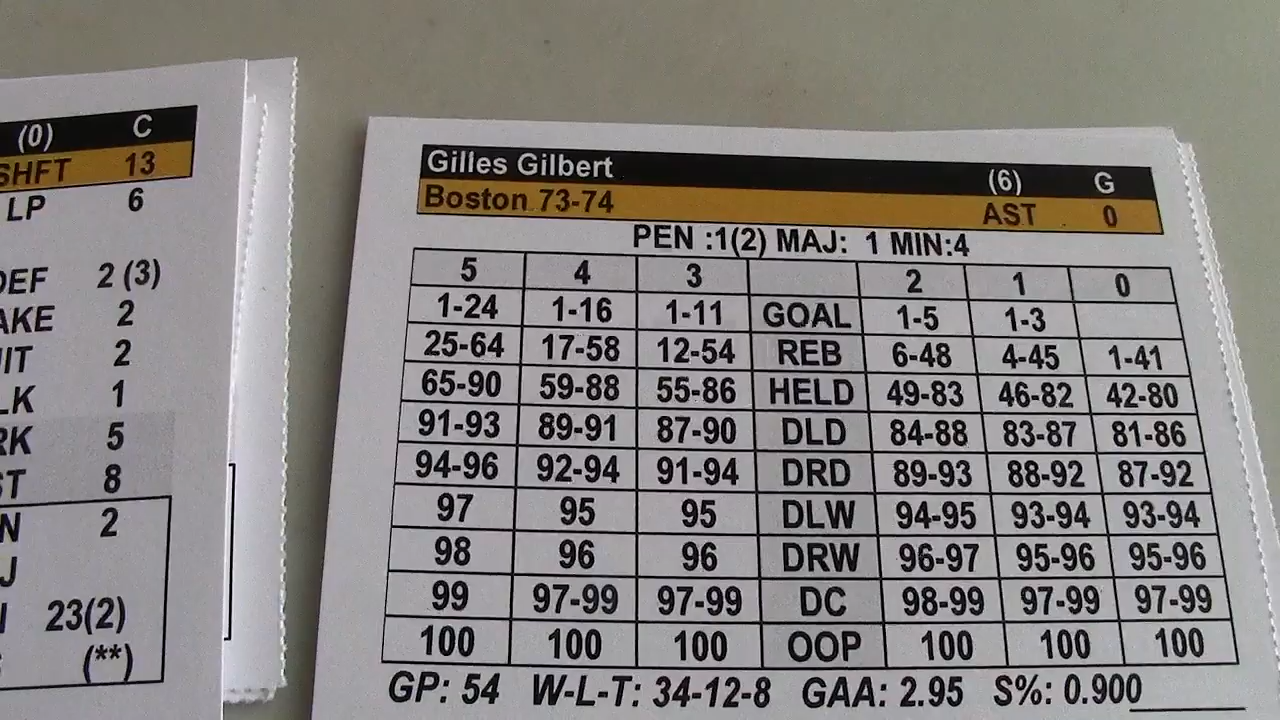 (0) C
SHFT 13
LP 6
DEF 2 (3)
AKE 2
IIT 2
LK 1
RK 5
ST 8
N 2
J
23(2)
(**)
Gilles Gilbert (6) G
Boston 73-74 AST 0
PEN :1(2) MAJ: 1 MIN:4
5 4 3 2 1 0
1-24 1-16 1-11 GOAL 1-5 1-3
25-64 17-58 12-54 REB 6-48 4-45 1-41
65-90 59-88 55-86 HELD 49-83 46-82 42-80
91-93 89-91 87-90 DLD 84-88 83-87 81-86
94-96 92-94 91-94 DRD 89-93 88-92 87-92
97 95 95 DLW 94-95 93-94 93-94
98 96 96 DRW 96-97 95-96 95-96
99 97-99 97-99 DC 98-99 97-99 97-99
100 100 100 OOP 100 100 100
GP: 54 W-L-T: 34-12-8 GAA: 2.95 S%: 0.900